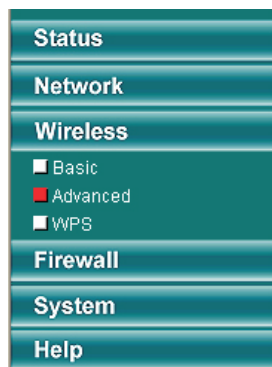 Status
Network
Wireless
Basic
Advanced
WPS
Firewall
System
Help